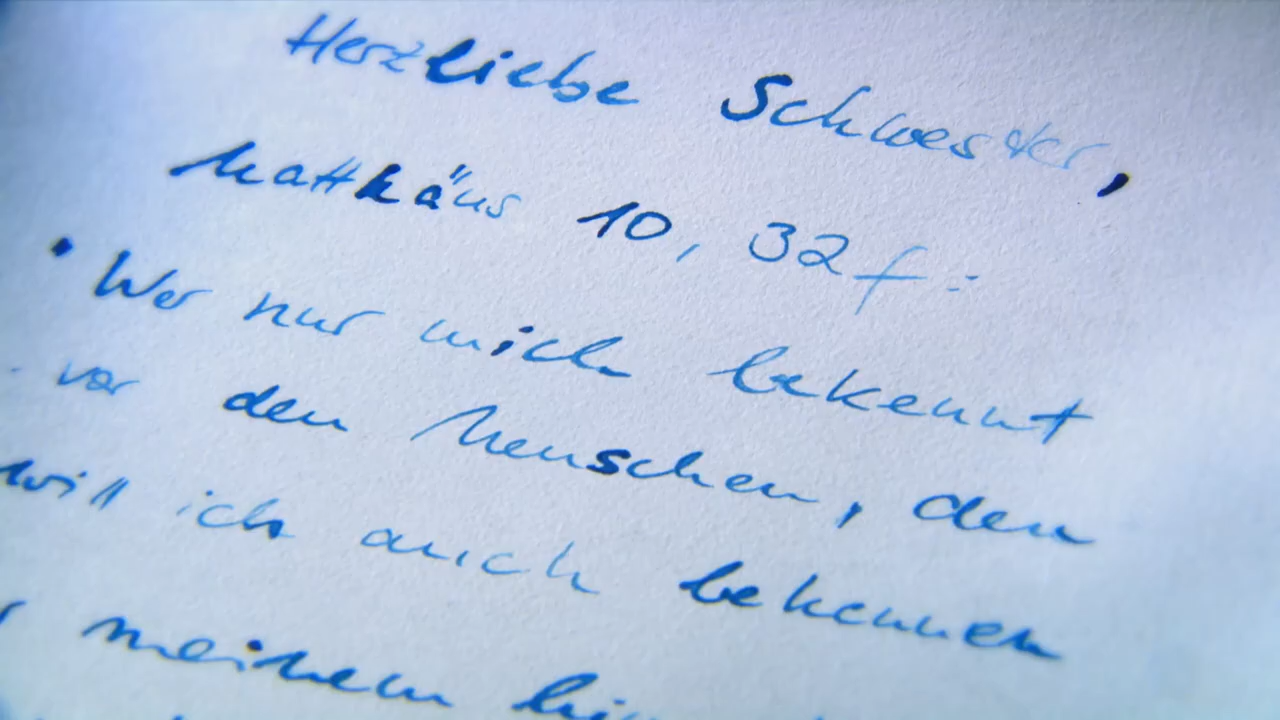 Herzliebe Schwester,
Matthäus 10, 32f:
Wer nur mich bekennt
vor den Menschen, den
will ich auch bekennen
meinem